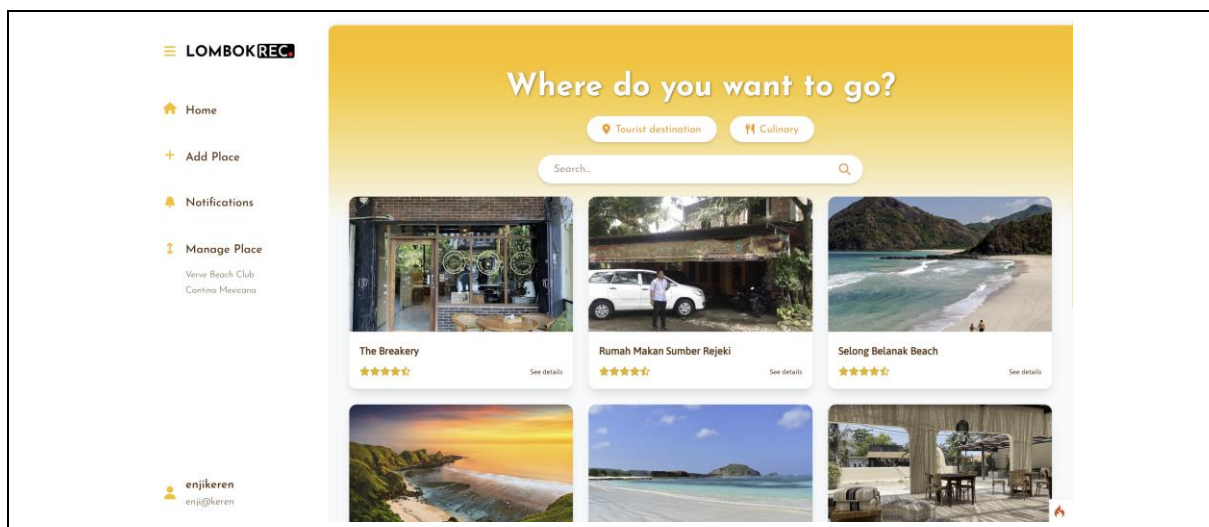 LOMBOKREC.
Home
Add Place
Notifications
Manage Place
Verve Beach Club
Cantina Mexicana
enjikeren
enji@keren
Where do you want to go?
Tourist destination
Culinary
Search...
The Breakery
See details
Rumah Makan Sumber Rejeki
See details
Selong Belanak Beach
See details